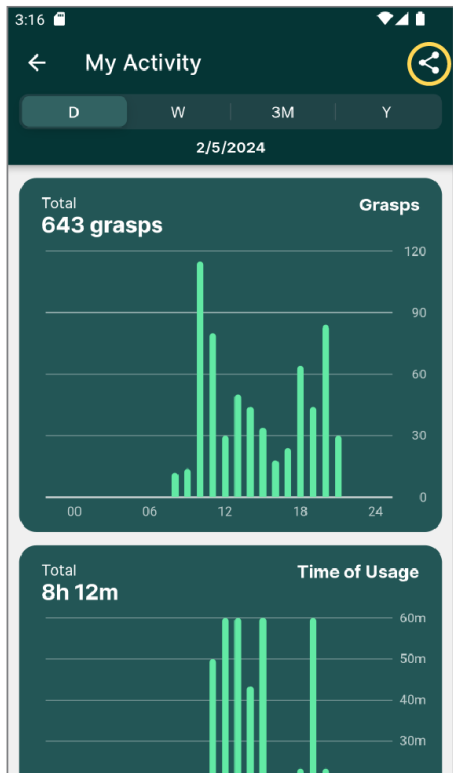 3:16
My Activity
D W 3M Y
2/5/2024
Total Grasps
643 grasps
120
90
60
30
0
00 06 12 18 24
Total Time of Usage
8h 12m
60m
50m
40m
30m